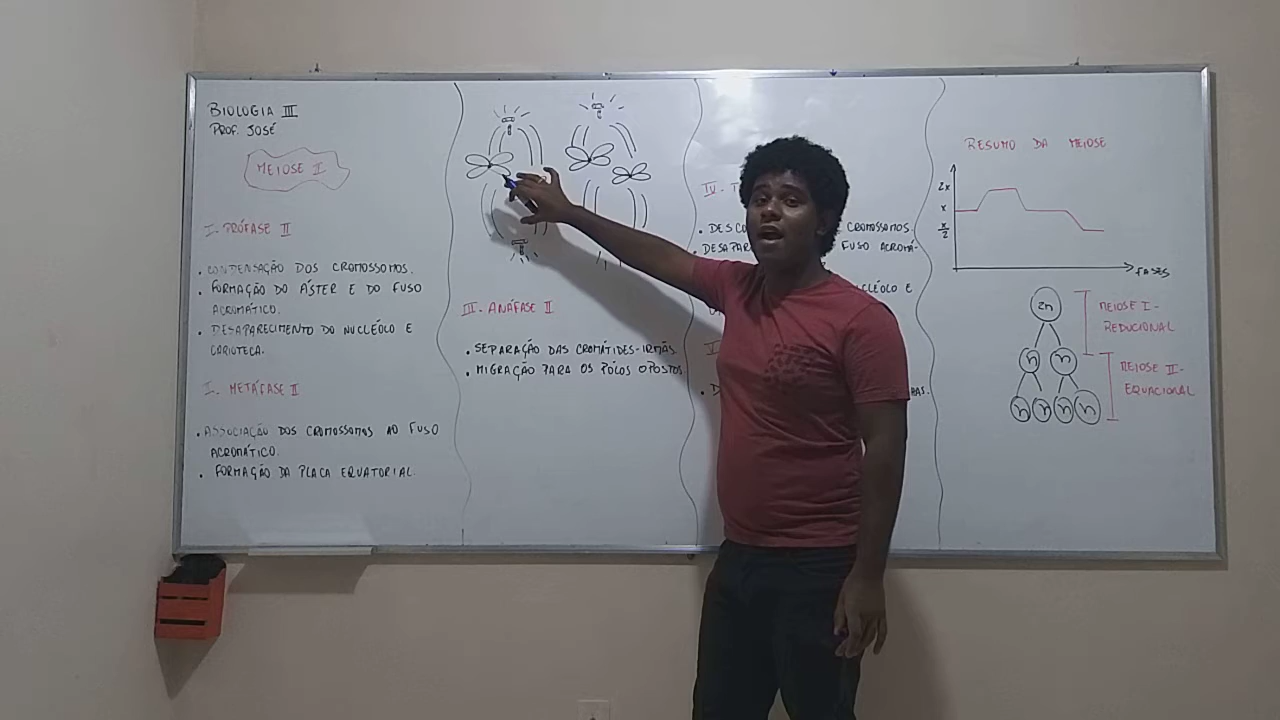 BIOLOGIA III
PROF. JOSÉ
MEIOSE II
I. PRÓFASE II
• CONDENSAÇÃO DOS CROMOSSOMOS.
• FORMAÇÃO DO ÁSTER E DO FUSO
ACROMÁTICO.
• DESAPARECIMENTO DO NUCLÉOLO E
CARIOTECA.
I. METÁFASE II
• ASSOCIAÇÃO DOS CROMOSSOMOS AO FUSO
ACROMÁTICO.
• FORMAÇÃO DA PLACA EQUATORIAL.
III. ANÁFASE II
• SEPARAÇÃO DAS CROMÁTIDES-IRMÃS.
• MIGRAÇÃO PARA OS PÓLOS OPOSTOS
IV. T
• DESCO CROMOSSOMOS.
• DESAPAR FUSO ACROMÁ-
NUCLÉOLO E
RESUMO DA MEIOSE
2x
x
x/2
FASES
2n
MEIOSE I-
REDUCIONAL
n n
MEIOSE II-
EQUACIONAL
n n n n